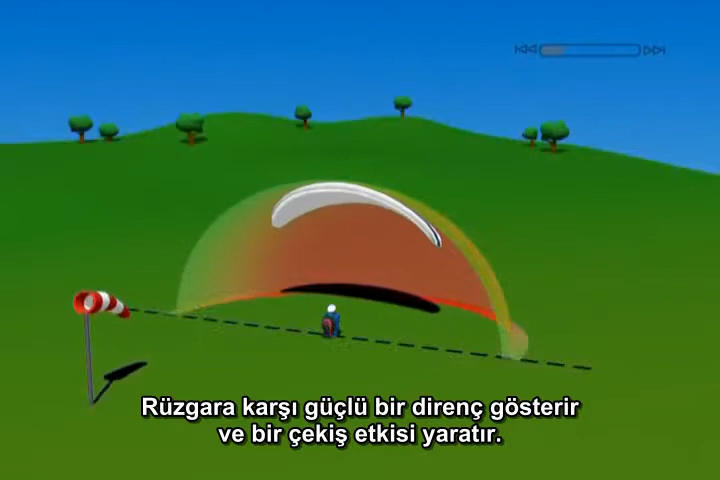 Rüzgara karşı güçlü bir direnç gösterir
ve bir çekiş etkisi yaratır.